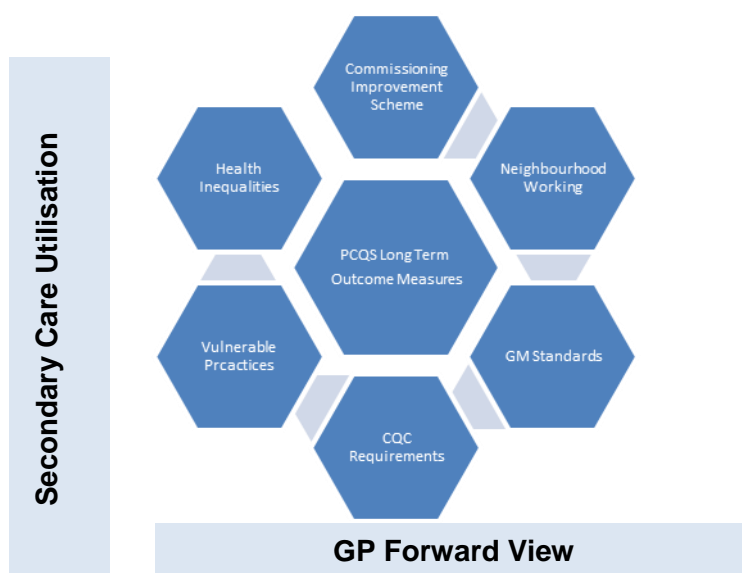 Secondary Care Utilisation
Commissioning
Improvement
Scheme
Health
Inequalities
Neighbourhood
Working
PCQS Long Term
Outcome Measures
Vulnerable
Prcactices
GM Standards
CQC
Requirements
GP Forward View